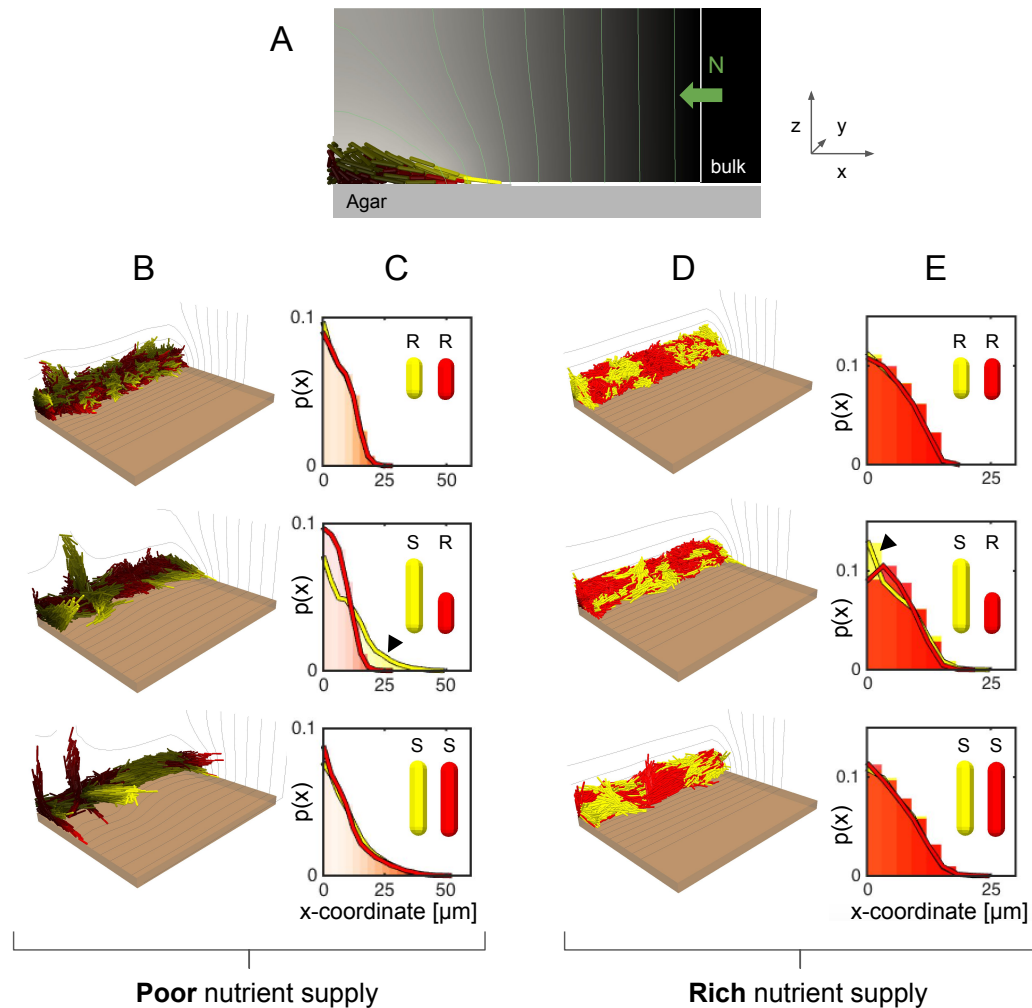 A
N
bulk
Agar
z
y
x
B
C
D
E
0.1
p(x)
0
R R
0 25 50
0.1
p(x)
0
R R
0 25
0.1
p(x)
0
S R
0 25 50
0.1
p(x)
0
S R
0 25
0.1
p(x)
0
S S
0 25 50
x-coordinate [µm]
0.1
p(x)
0
S S
0 25
x-coordinate [µm]
Poor nutrient supply
Rich nutrient supply